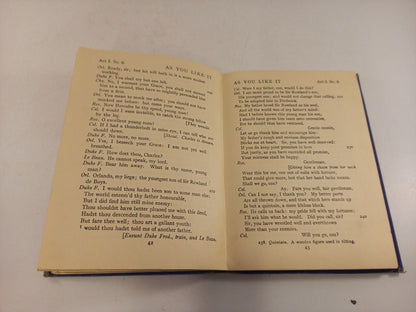 Act I. Sc. ii.
AS YOU LIKE IT
Orl. Ready, sir; but his will hath in it a more modest
working.
Duke F. You shall try but one fall.
Cha. No, I warrant your Grace, you shall not entreat
him to a second, that have so mightily persuaded him
from a first.
Orl. You mean to mock me after; you should not have
mocked me before: but come your ways.
Ros. Now Hercules be thy speed, young man!
Cel. I would I were invisible, to catch the strong
fellow by the leg. [They wrestle.
Ros. O excellent young man!
Cel. If I had a thunderbolt in mine eye, I can tell who
should down. [Shout. Charles is thrown.
Duke F. No more, no more.
Orl. Yes, I beseech your Grace: I am not yet well
breathed.
Duke F. How dost thou, Charles?
Le Beau. He cannot speak, my lord.
Duke F. Bear him away. What is thy name, young
man?
Orl. Orlando, my liege; the youngest son of Sir Rowland
de Boys.
Duke F. I would thou hadst been son to some man else:
The world esteem'd thy father honourable,
But I did find him still mine enemy:
Thou shouldst have better pleased me with this deed,
Hadst thou descended from another house.
But fare thee well; thou art a gallant youth:
I would thou hadst told me of another father.
[Exeunt Duke Fred., train, and Le Beau.
42
AS YOU LIKE IT
Act I. Sc. ii.
Cel. Were I my father, coz, would I do this?
Orl. I am more proud to be Sir Rowland's son,
His youngest son; and would not change that calling,
To be adopted heir to Frederick.
Ros. My father loved Sir Rowland as his soul,
And all the world was of my father's mind:
Had I before known this young man his son,
I should have given him tears unto entreaties,
Ere he should thus have ventured.
Cel. Gentle cousin,
Let us go thank him and encourage him:
My father's rough and envious disposition
Sticks me at heart. Sir, you have well deserved:
If you do keep your promises in love
But justly, as you have exceeded all promise,
Your mistress shall be happy.
Ros. Gentleman,
[Giving him a chain from her neck
Wear this for me, one out of suits with fortune,
That could give more, but that her hand lacks means.
Shall we go, coz?
Cel. Ay. Fare you well, fair gentleman.
Orl. Can I not say, I thank you? My better parts
Are all thrown down, and that which here stands up
Is but a quintain, a mere lifeless block.
Ros. He calls us back: my pride fell with my fortunes;
I'll ask him what he would. Did you call, sir?
Sir, you have wrestled well and overthrown
More than your enemies.
Cel. Will you go, coz?
258 Quintain. A wooden figure used in tilting.
43